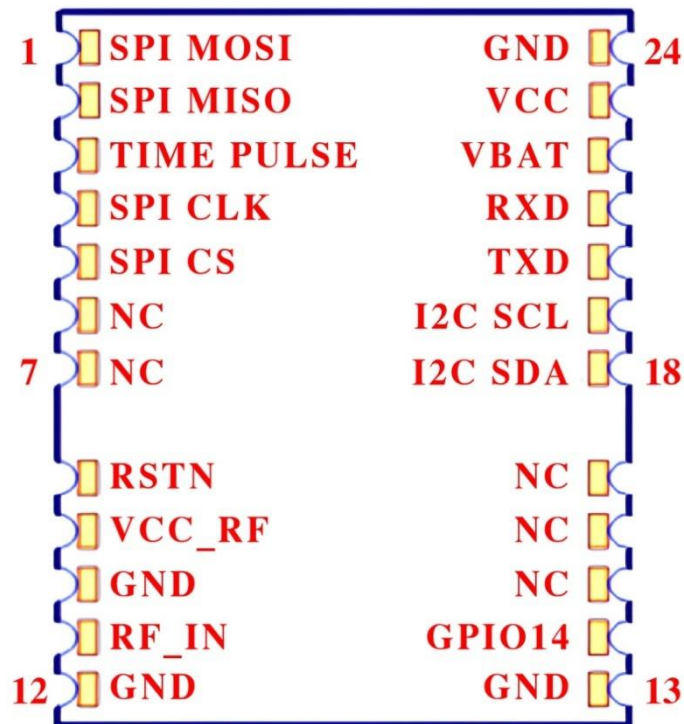 1 SPI MOSI GND 24
SPI MISO VCC
TIME PULSE VBAT
SPI CLK RXD
SPI CS TXD
NC I2C SCL
7 NC I2C SDA 18
RSTN NC
VCC_RF NC
GND NC
RF_IN GPIO14
12 GND GND 13